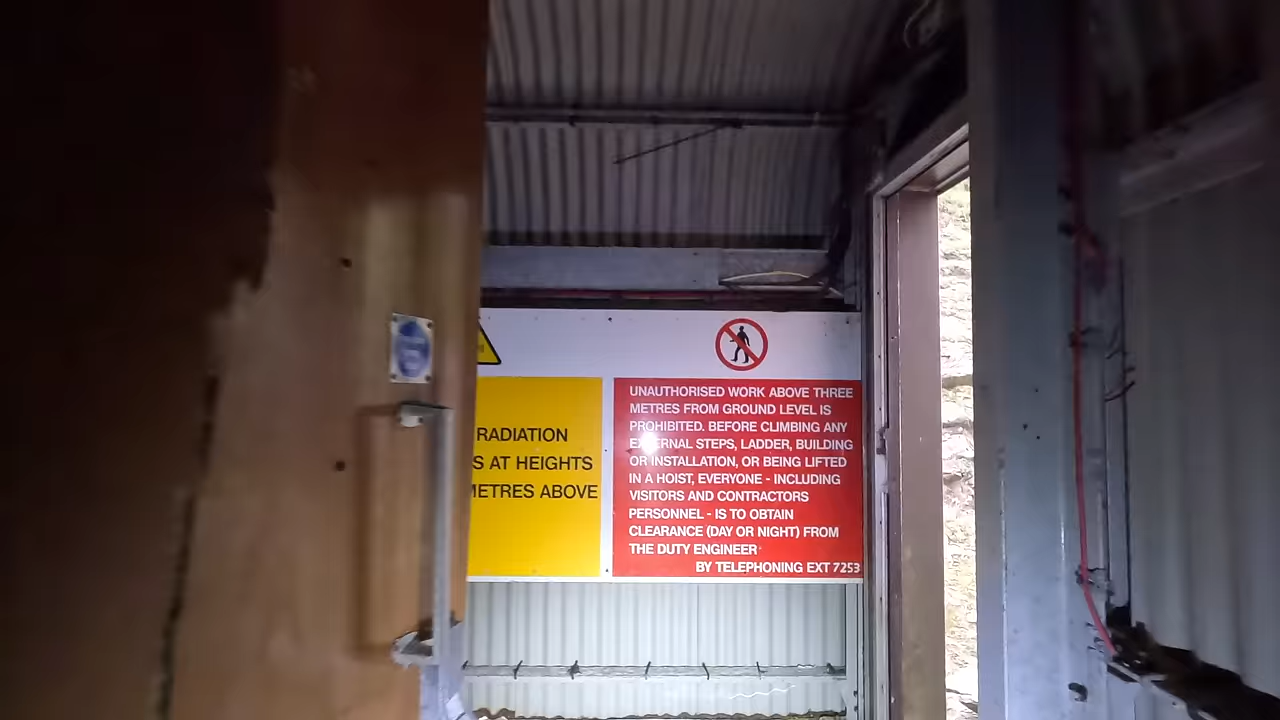 RADIATION
S AT HEIGHTS
METRES ABOVE
UNAUTHORISED WORK ABOVE THREE
METRES FROM GROUND LEVEL IS
PROHIBITED. BEFORE CLIMBING ANY
EXTERNAL STEPS, LADDER, BUILDING
OR INSTALLATION, OR BEING LIFTED
IN A HOIST, EVERYONE - INCLUDING
VISITORS AND CONTRACTORS
PERSONNEL - IS TO OBTAIN
CLEARANCE (DAY OR NIGHT) FROM
THE DUTY ENGINEER
BY TELEPHONING EXT 7253